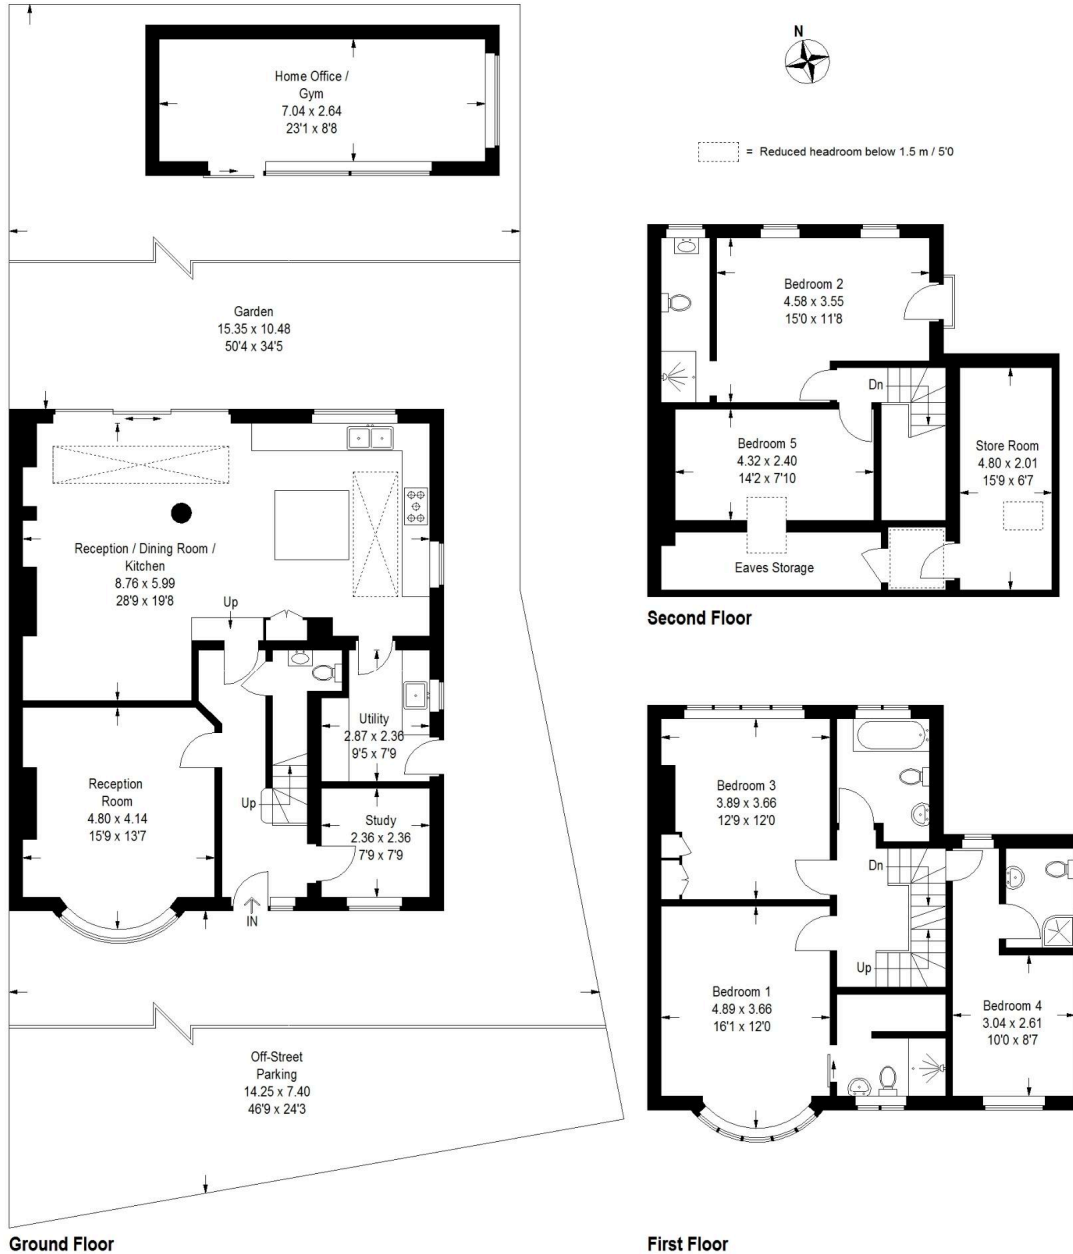 Home Office /
Gym
7.04 x 2.64
23'1 x 8'8
N
= Reduced headroom below 1.5 m / 5'0
Garden
15.35 x 10.48
50'4 x 34'5
Reception / Dining Room /
Kitchen
8.76 x 5.99
28'9 x 19'8
Up
Utility
2.87 x 2.36
9'5 x 7'9
Reception
Room
4.80 x 4.14
15'9 x 13'7
Up
Study
2.36 x 2.36
7'9 x 7'9
IN
Off-Street
Parking
14.25 x 7.40
46'9 x 24'3
Ground Floor
Bedroom 2
4.58 x 3.55
15'0 x 11'8
Dn
Bedroom 5
4.32 x 2.40
14'2 x 7'10
Store Room
4.80 x 2.01
15'9 x 6'7
Eaves Storage
Second Floor
Bedroom 3
3.89 x 3.66
12'9 x 12'0
Dn
Up
Bedroom 1
4.89 x 3.66
16'1 x 12'0
Bedroom 4
3.04 x 2.61
10'0 x 8'7
First Floor